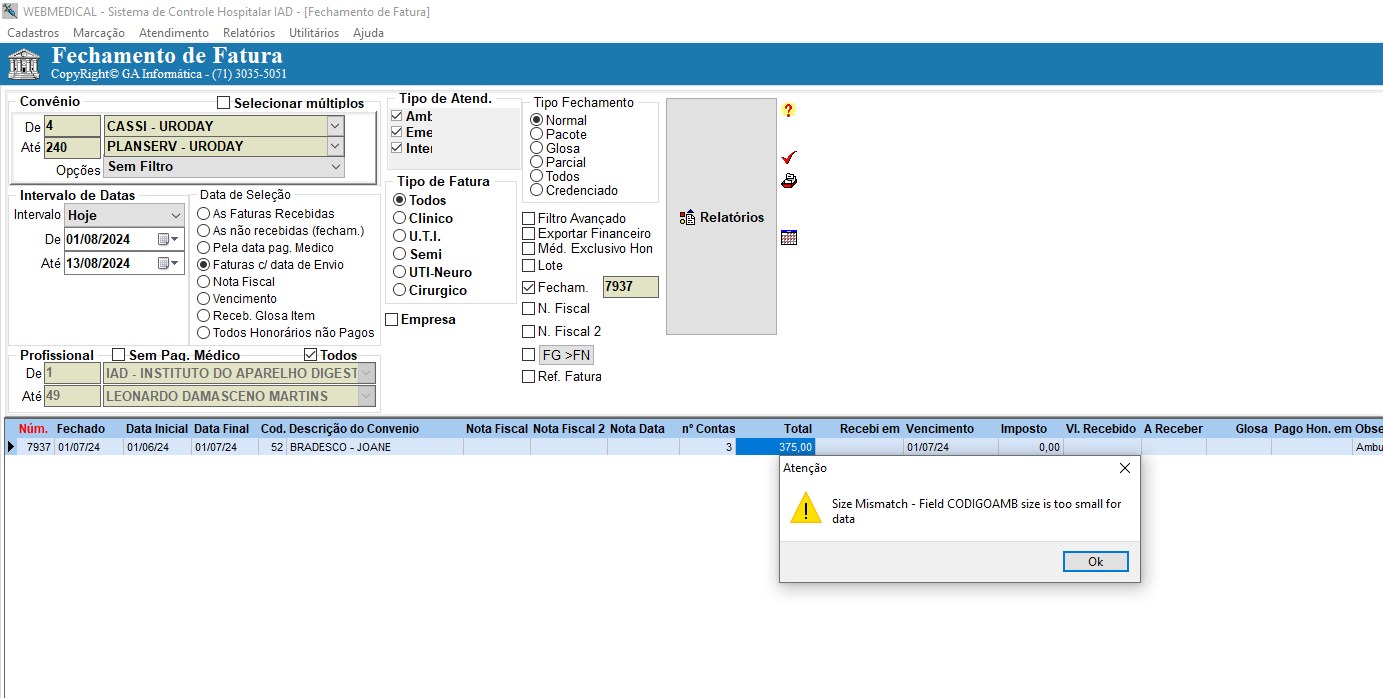 WEBMEDICAL - Sistema de Controle Hospitalar IAD - [Fechamento de Fatura]
Cadastros Marcação Atendimento Relatórios Utilitários Ajuda
Fechamento de Fatura
CopyRight© GA Informática - (71) 3035-5051
Convênio
Selecionar múltiplos
De 4 CASSI - URODAY
Até 240 PLANSERV - URODAY
Opções Sem Filtro
Intervalo de Datas
Intervalo Hoje
De 01/08/2024
Até 13/08/2024
Data de Seleção
As Faturas Recebidas
As não recebidas (fecham.)
Pela data pag. Medico
Faturas c/ data de Envio
Nota Fiscal
Vencimento
Receb. Glosa Item
Todos Honorários não Pagos
Profissional
Sem Pag. Médico
Todos
De 1 IAD - INSTITUTO DO APARELHO DIGEST
Até 49 LEONARDO DAMASCENO MARTINS
Tipo de Atend.
Amb
Eme
Inter
Tipo de Fatura
Todos
Clinico
U.T.I.
Semi
UTI-Neuro
Cirurgico
Empresa
Tipo Fechamento
Normal
Pacote
Glosa
Parcial
Todos
Credenciado
Filtro Avançado
Exportar Financeiro
Méd. Exclusivo Hon
Lote
Fecham. 7937
N. Fiscal
N. Fiscal 2
FG >FN
Ref. Fatura
Relatórios
Núm. Fechado Data Inicial Data Final Cod. Descrição do Convenio Nota Fiscal Nota Fiscal 2 Nota Data nº Contas Total Recebi em Vencimento Imposto Vl. Recebido A Receber Glosa Pago Hon. em Obse
7937 01/07/24 01/06/24 01/07/24 52 BRADESCO - JOANE 3 375,00 01/07/24 0,00 Ambu
Atenção
Size Mismatch - Field CODIGOAMB size is too small for
data
Ok